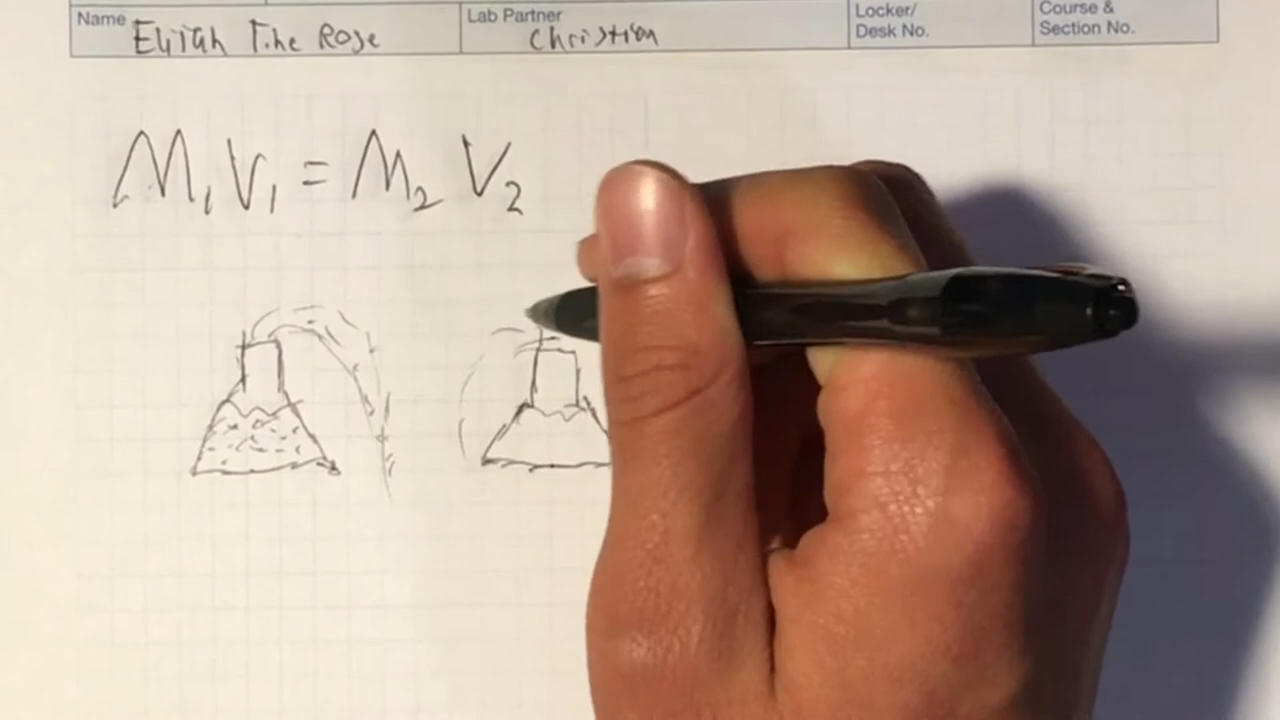 Name Elijah Tike Rose Lab Partner Christian Locker/ Desk No. Course & Section No.
M₁V₁ = M₂V₂